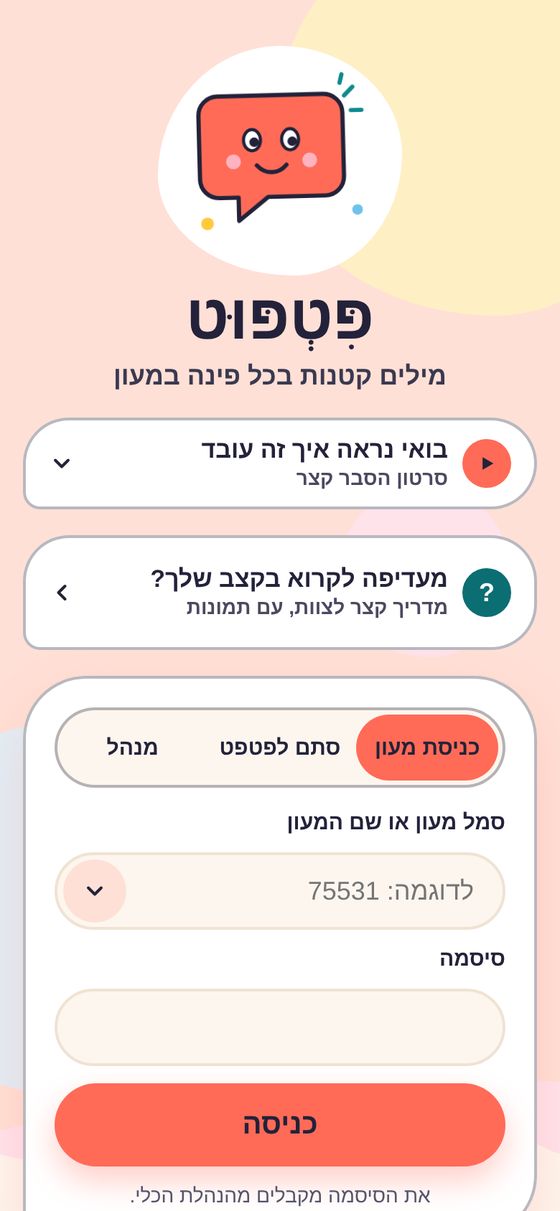 פִּטְפּוּט
מילים קטנות בכל פינה במעון
בואי נראה איך זה עובד
סרטון הסבר קצר
?
מעדיפה לקרוא בקצב שלך?
מדריך קצר לצוות, עם תמונות
כניסת מעון סתם לפטפט מנהל
סמל מעון או שם המעון
לדוגמה: 75531
סיסמה
כניסה
את הסיסמה מקבלים מהנהלת הכלי.